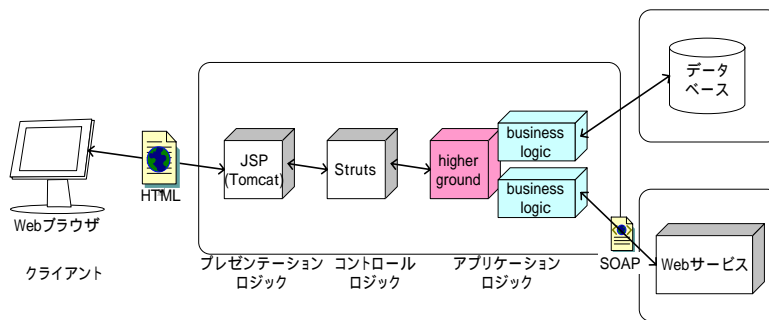 データ
ベース
JSP
(Tomcat)
Struts
higher
ground
business
logic
business
logic
HTML
Webブラウザ
クライアント
プレゼンテーション
ロジック
コントロール
ロジック
アプリケーション
ロジック
SOAP
Webサービス